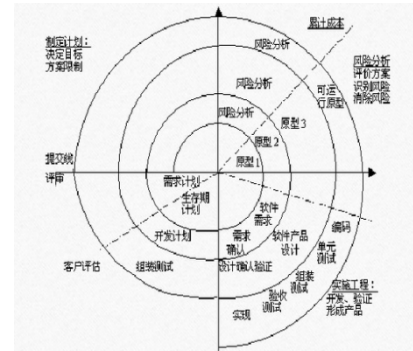 累计成本
制定计划：
决定目标
方案限制
风险分析
风险分析
评价方案
识别风险
消除风险
风险分析
可运
行原型
风险分析
原型3
原型2
原型1
提交线
评审
需求计划
生存期
计划
软件
需求
开发计划
需求
确认
软件产品
设计
编码
单元
测试
客户评估
组装测试
设计确认验证
组装
测试
验收
测试
实现
实施工程：
开发、验证
形成产品